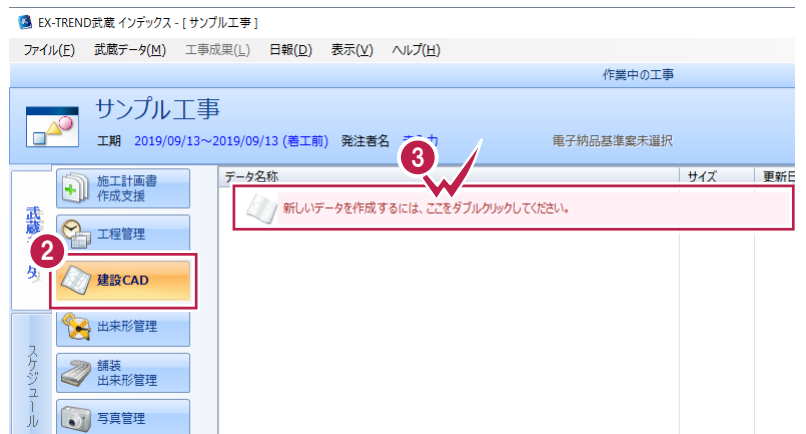 EX-TREND武蔵 インデックス - [ サンプル工事 ]
ファイル(F) 武蔵データ(M) 工事成果(L) 日報(D) 表示(V) ヘルプ(H)
作業中の工事
サンプル工事
工期 2019/09/13～2019/09/13 (着工前) 発注者名 電子納品基準案未選択
3
データ名称 サイズ 更新日
新しいデータを作成するには、ここをダブルクリックしてください。
施工計画書
作成支援
工程管理
2
建設CAD
出来形管理
舗装
出来形管理
写真管理
スケジュール